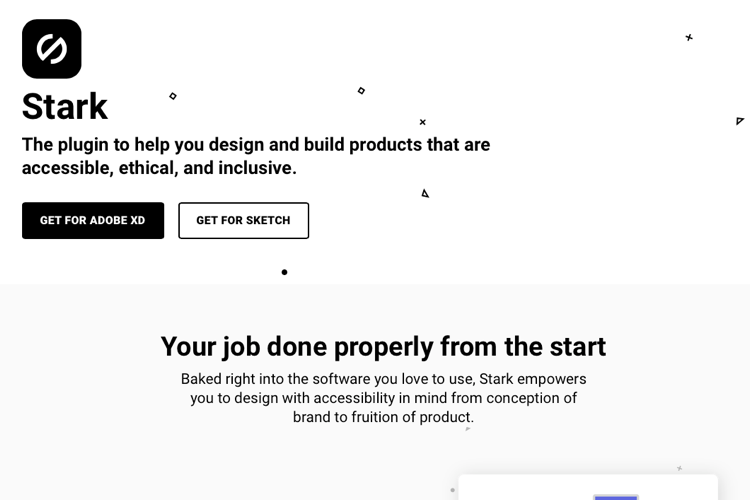 Stark
The plugin to help you design and build products that are
accessible, ethical, and inclusive.
GET FOR ADOBE XD
GET FOR SKETCH
Your job done properly from the start
Baked right into the software you love to use, Stark empowers
you to design with accessibility in mind from conception of
brand to fruition of product.